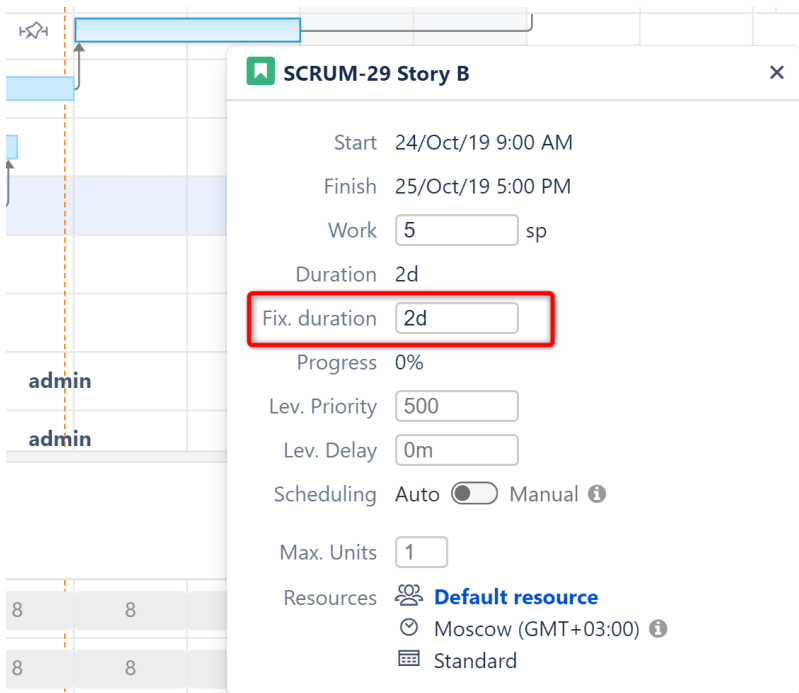 SCRUM-29 Story B
Start 24/Oct/19 9:00 AM
Finish 25/Oct/19 5:00 PM
Work 5 sp
Duration 2d
Fix. duration 2d
Progress 0%
admin
Lev. Priority 500
admin
Lev. Delay 0m
Scheduling Auto Manual
Max. Units 1
Resources Default resource
8 8
Moscow (GMT+03:00)
Standard
8 8